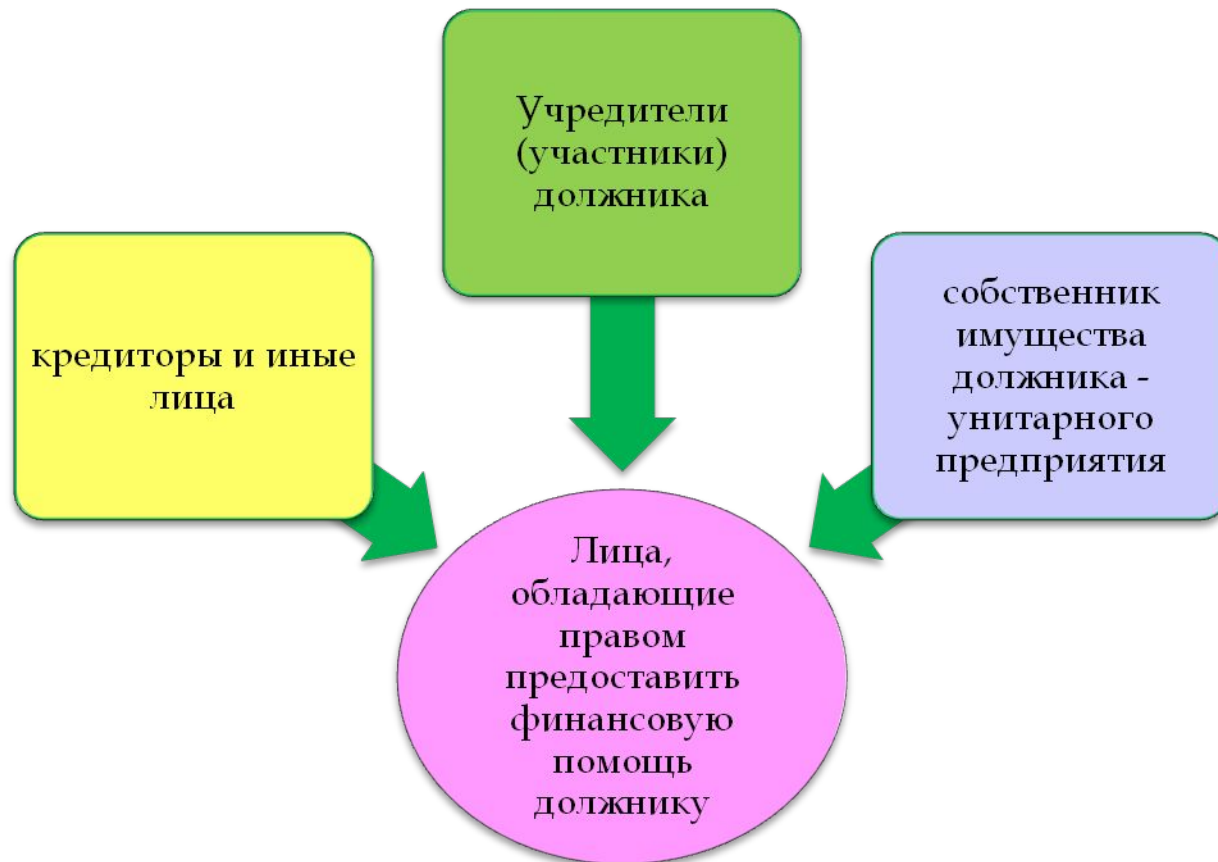 Учредители
(участники)
должника
кредиторы и иные
лица
собственник
имущества
должника -
унитарного
предприятия
Лица,
обладающие
правом
предоставить
финансовую
помощь
должнику